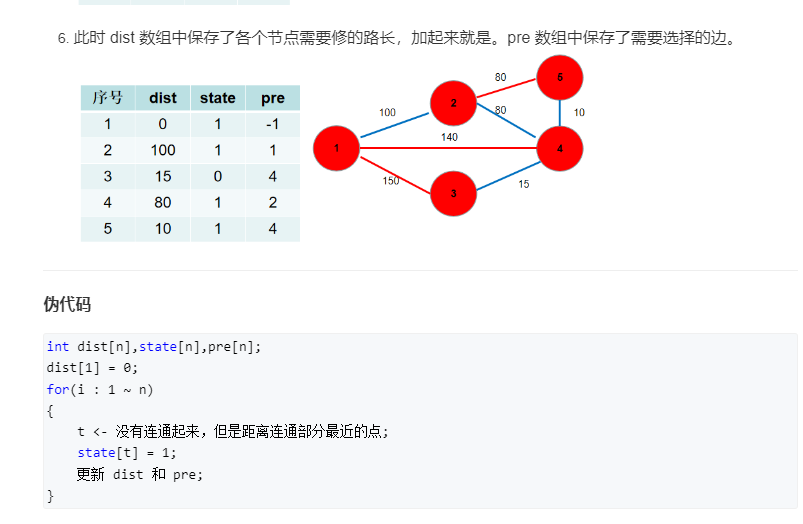 6. 此时 dist 数组中保存了各个节点需要修的路长，加起来就是。pre 数组中保存了需要选择的边。
序号 dist state pre
1 0 1 -1
2 100 1 1
3 15 0 4
4 80 1 2
5 10 1 4
80
5
2
100
80
10
140
1
4
150
15
3
伪代码
int dist[n],state[n],pre[n];
dist[1] = 0;
for(i : 1 ~ n)
{
    t <- 没有连通起来，但是距离连通部分最近的点;
    state[t] = 1;
    更新 dist 和 pre;
}